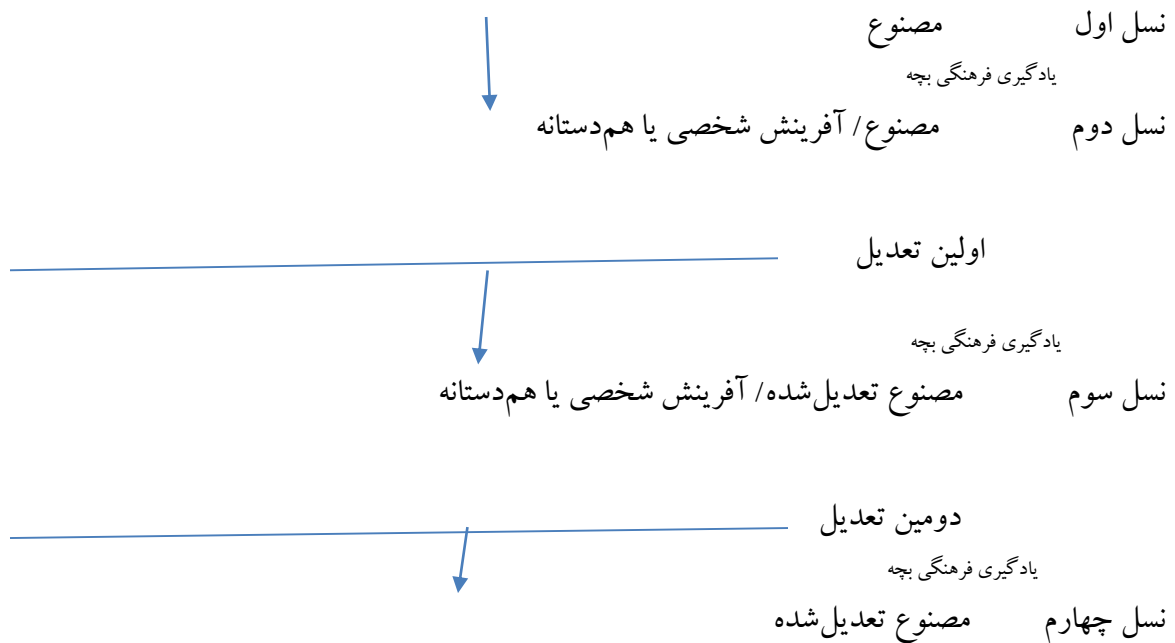 نسل اول مصنوع
یادگیری فرهنگی بچه
نسل دوم مصنوع/ آفرینش شخصی یا هم‌دستانه
اولین تعدیل
یادگیری فرهنگی بچه
نسل سوم مصنوع تعدیل‌شده/ آفرینش شخصی یا هم‌دستانه
دومین تعدیل
یادگیری فرهنگی بچه
نسل چهارم مصنوع تعدیل‌شده